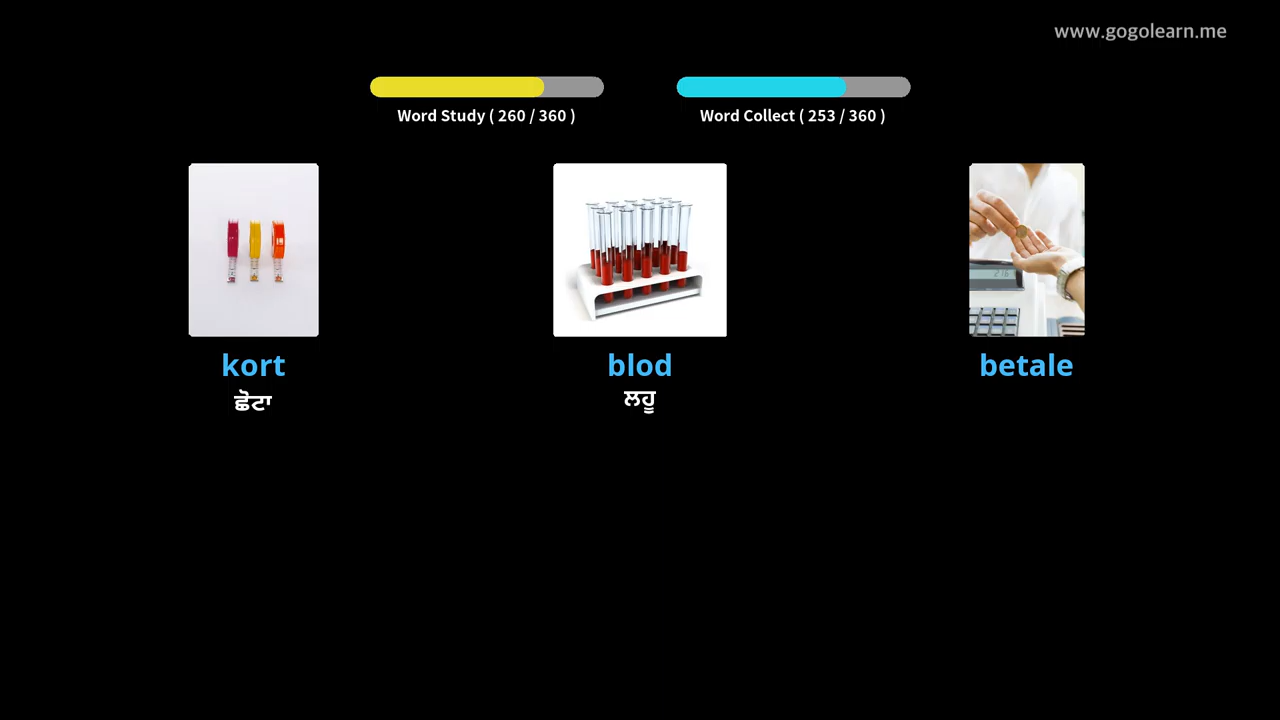 www.gogolearn.me
Word Study ( 260 / 360 )
Word Collect ( 253 / 360 )
kort
ਛੋਟਾ
blod
ਲਹੂ
betale